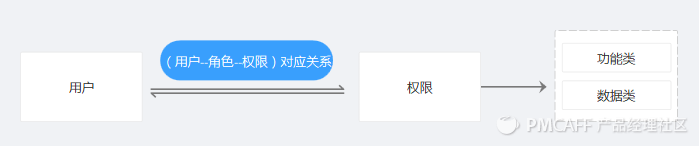 (用户--角色--权限)对应关系
用户
权限
功能类
数据类
PMCAFF 产品经理社区